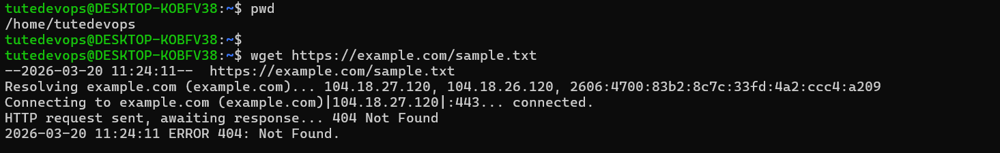 tutedevops@DESKTOP-KOBFV38:~$ pwd
/home/tutedevops
tutedevops@DESKTOP-KOBFV38:~$
tutedevops@DESKTOP-KOBFV38:~$ wget https://example.com/sample.txt
--2026-03-20 11:24:11--  https://example.com/sample.txt
Resolving example.com (example.com)... 104.18.27.120, 104.18.26.120, 2606:4700:83b2:8c7c:33fd:4a2:ccc4:a209
Connecting to example.com (example.com)|104.18.27.120|:443... connected.
HTTP request sent, awaiting response... 404 Not Found
2026-03-20 11:24:11 ERROR 404: Not Found.